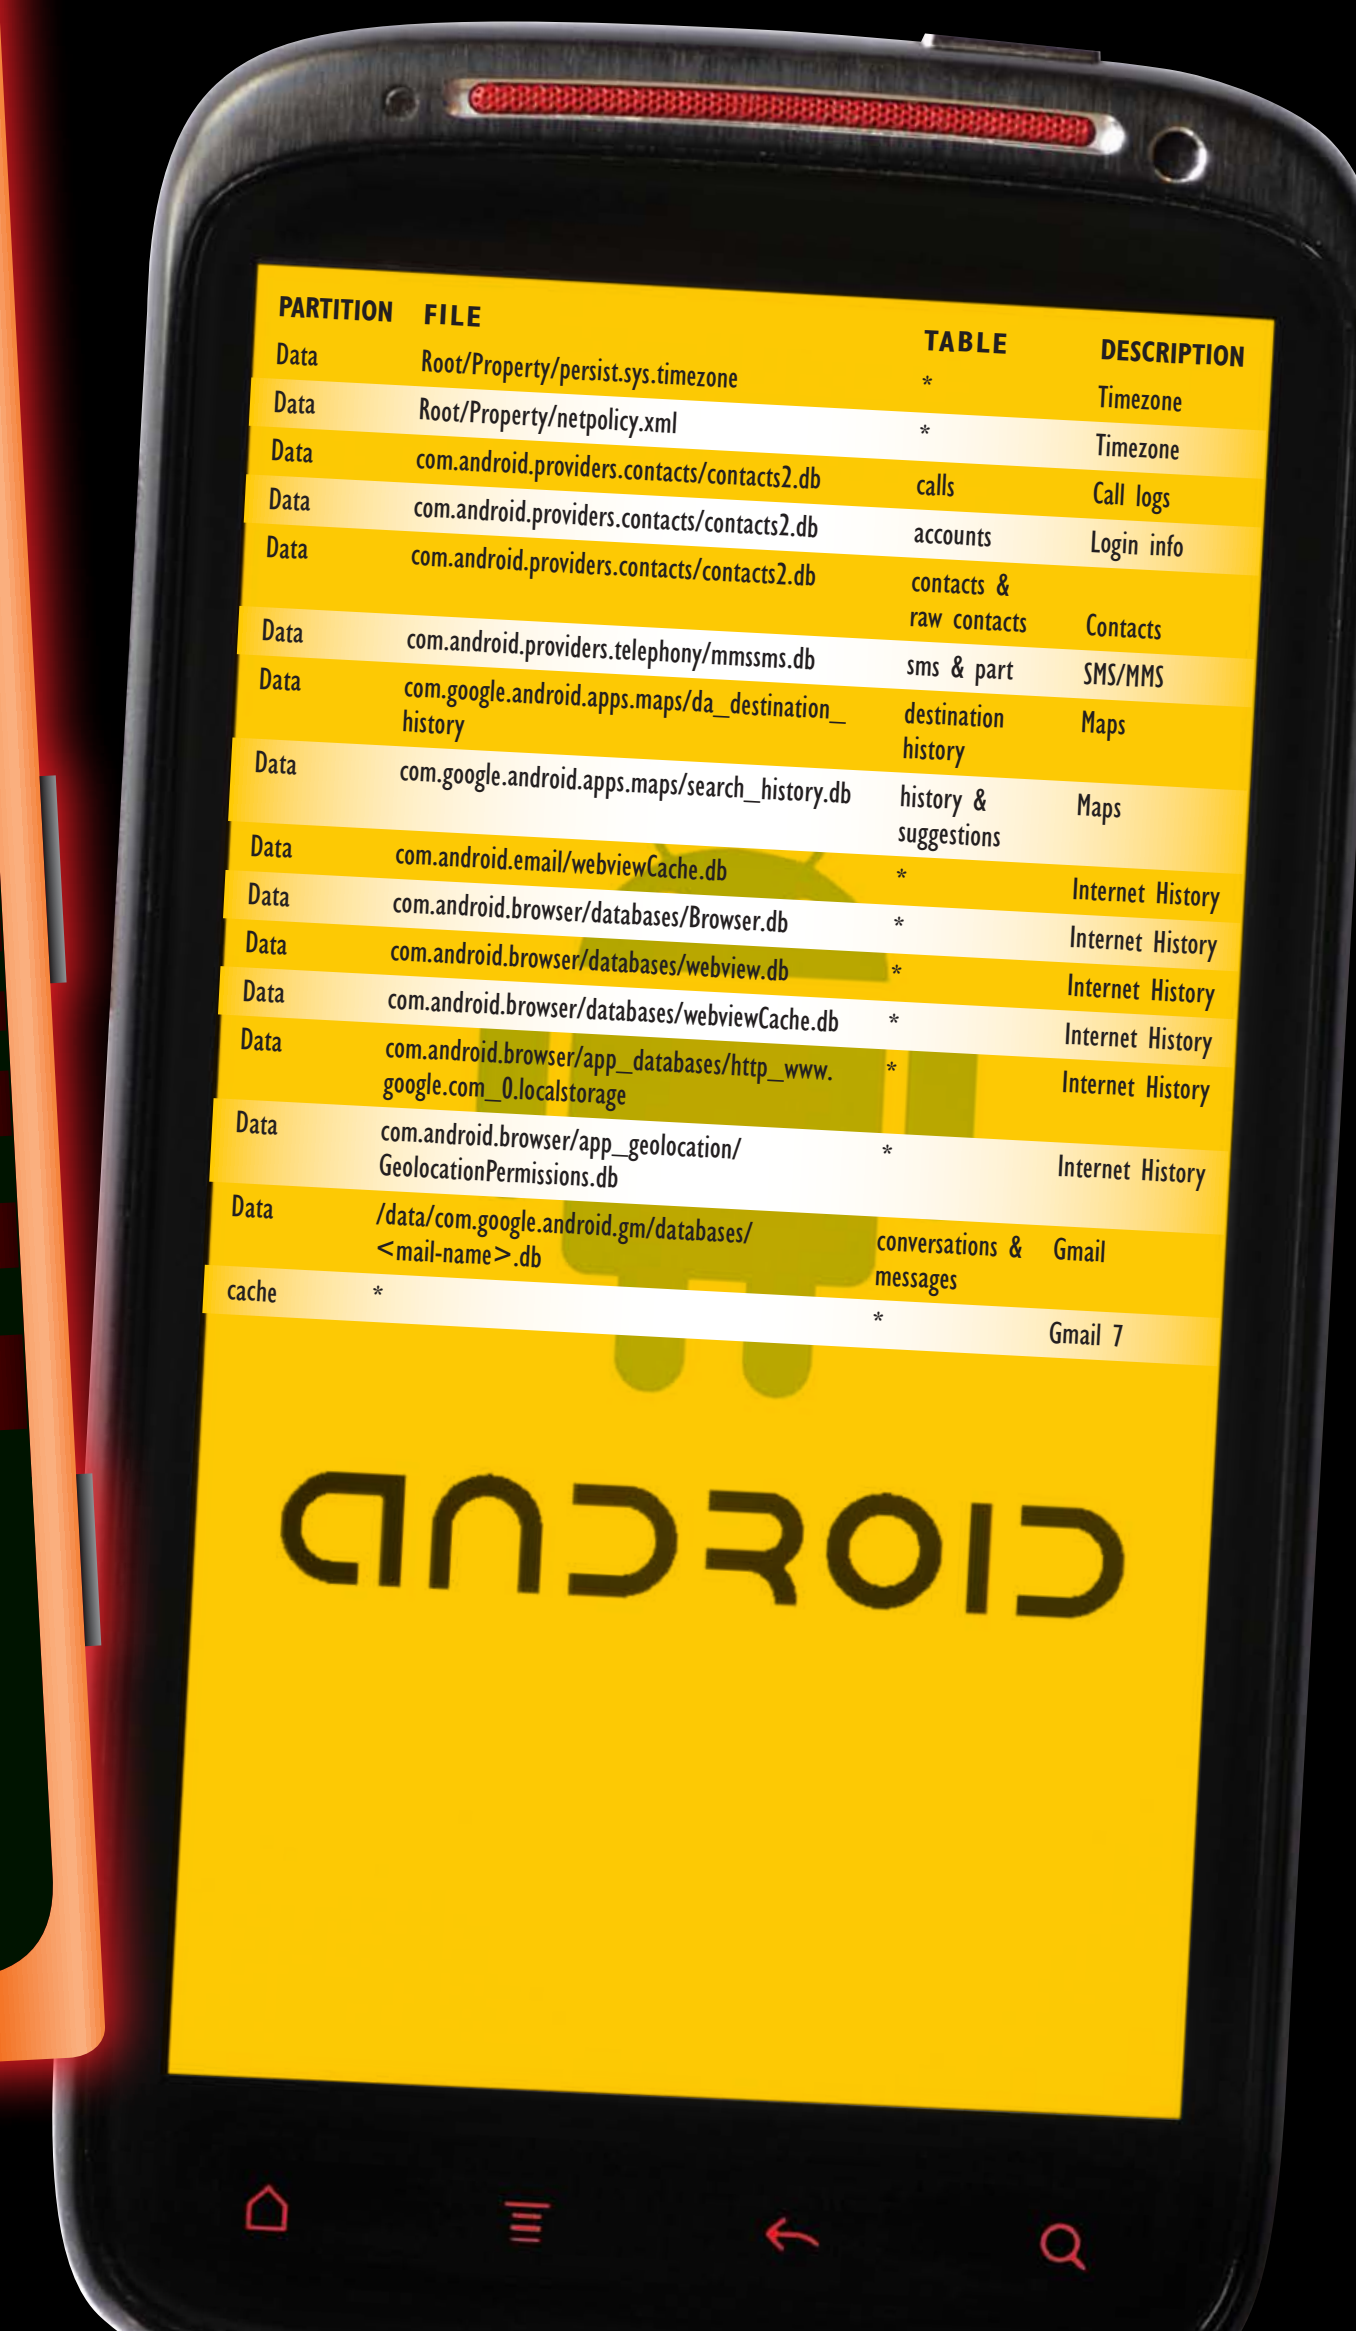 PARTITION FILE TABLE DESCRIPTION
Data Root/Property/persist.sys.timezone * Timezone
Data Root/Property/netpolicy.xml * Timezone
Data com.android.providers.contacts/contacts2.db calls Call logs
Data com.android.providers.contacts/contacts2.db accounts Login info
Data com.android.providers.contacts/contacts2.db contacts &
raw contacts Contacts
Data com.android.providers.telephony/mmssms.db sms & part SMS/MMS
Data com.google.android.apps.maps/da_destination_ destination Maps
history history
Data com.google.android.apps.maps/search_history.db history & Maps
suggestions
Data com.android.email/webviewCache.db * Internet History
Data com.android.browser/databases/Browser.db * Internet History
Data com.android.browser/databases/webview.db * Internet History
Data com.android.browser/databases/webviewCache.db * Internet History
Data com.android.browser/app_databases/http_www. * Internet History
google.com_0.localstorage
Data com.android.browser/app_geolocation/ * Internet History
GeolocationPermissions.db
Data /data/com.google.android.gm/databases/ conversations & Gmail
<mail-name>.db messages
cache * * Gmail 7
ANDROID